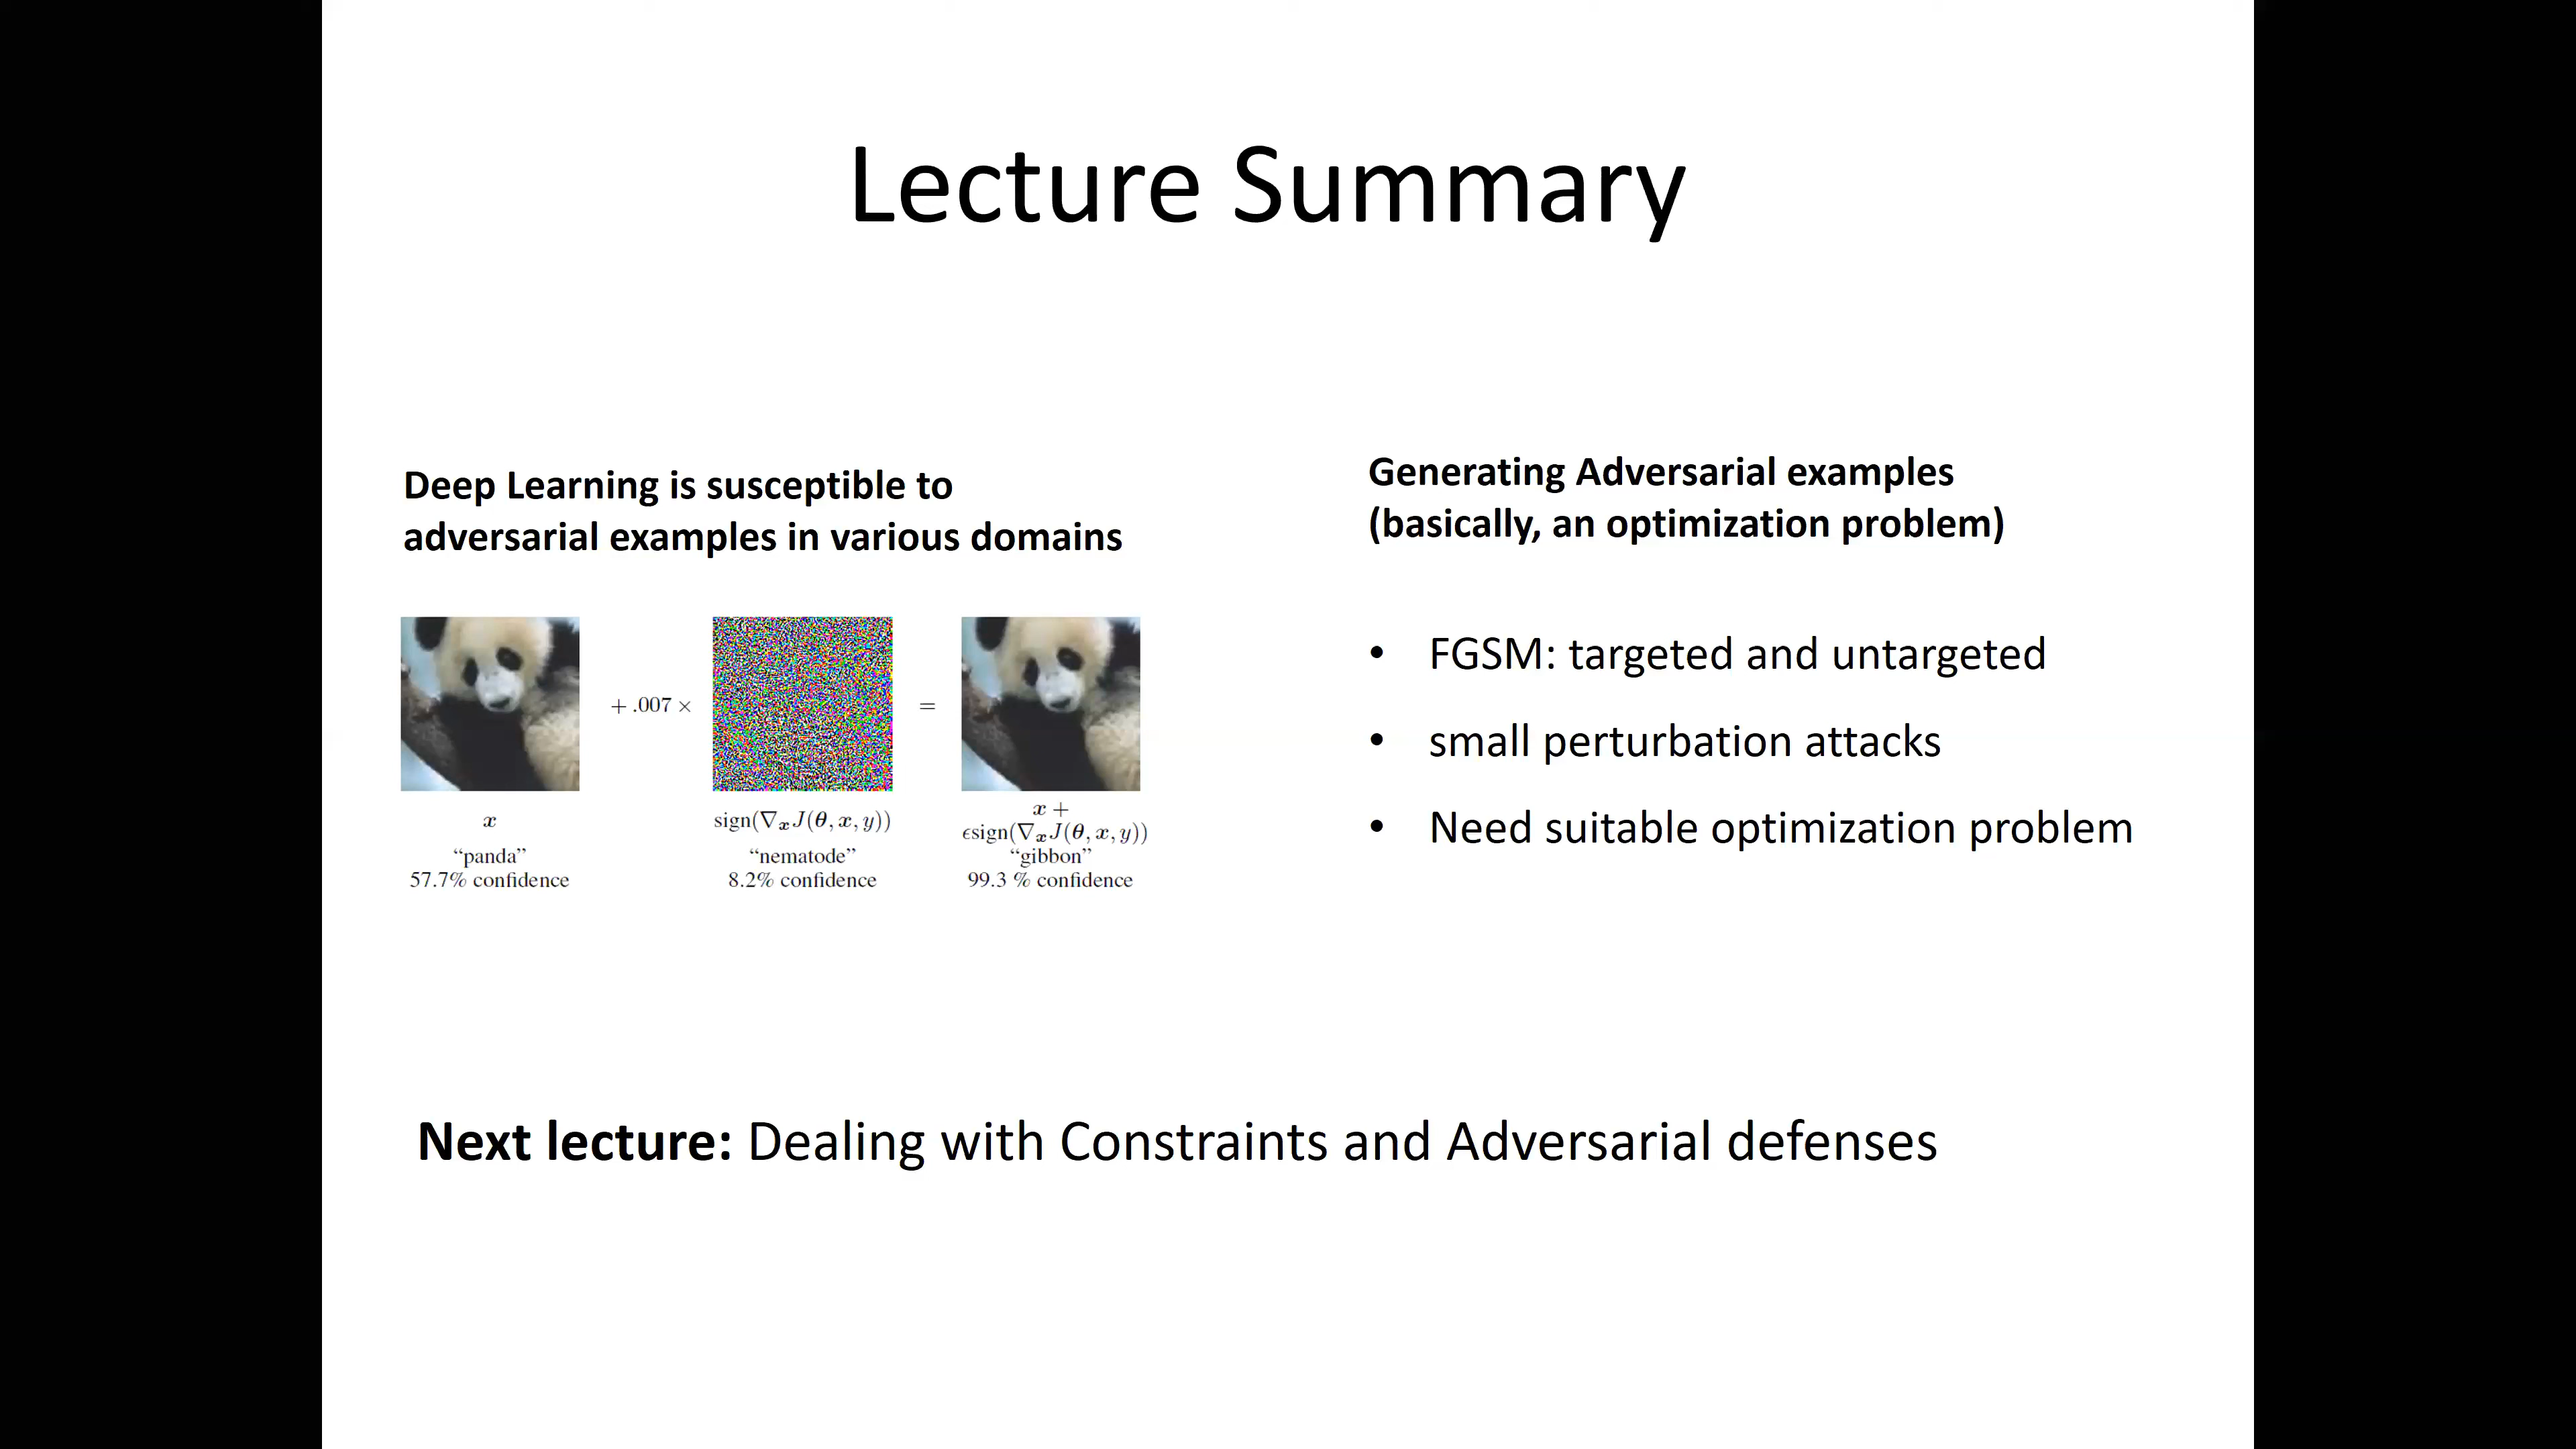 Lecture Summary
Deep Learning is susceptible to
adversarial examples in various domains
+ .007 ×
=
x
"panda"
57.7% confidence
sign(∇ₓJ(θ, x, y))
"nematode"
8.2% confidence
x +
ϵsign(∇ₓJ(θ, x, y))
"gibbon"
99.3 % confidence
Generating Adversarial examples
(basically, an optimization problem)
• FGSM: targeted and untargeted
• small perturbation attacks
• Need suitable optimization problem
Next lecture: Dealing with Constraints and Adversarial defenses